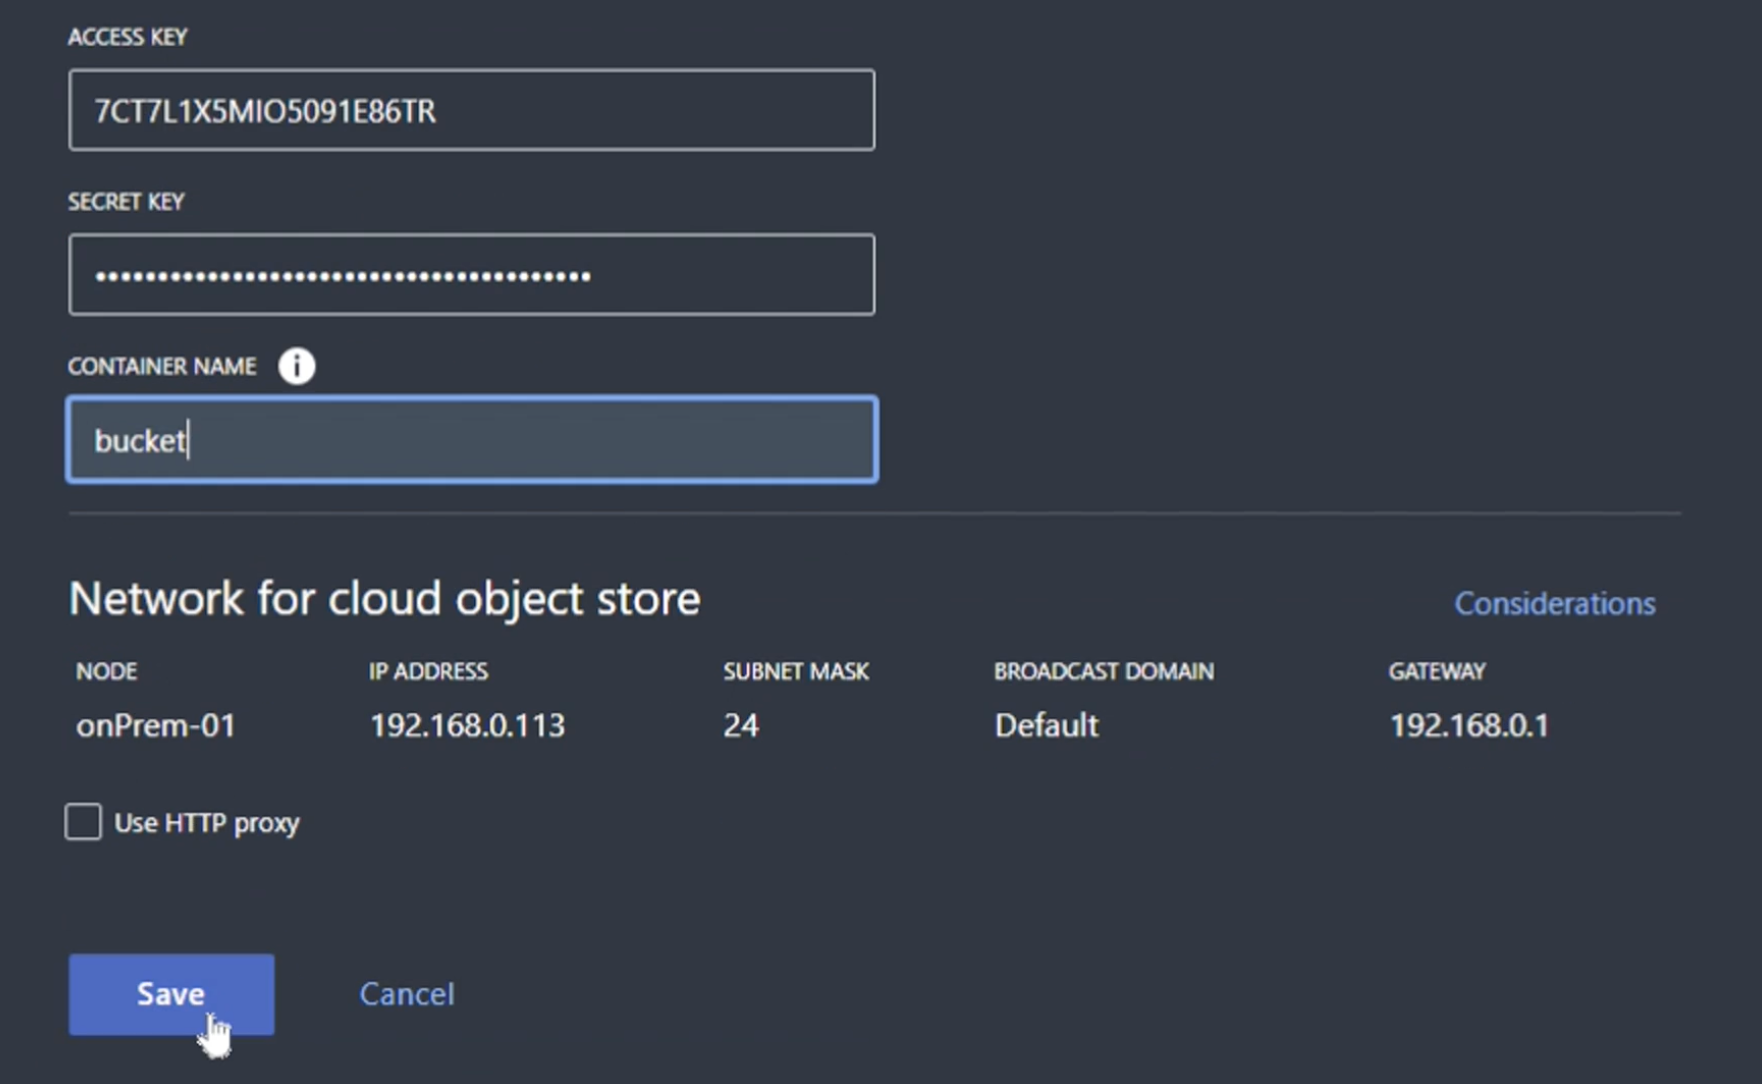 ACCESS KEY
7CT7L1X5MIO5091E86TR
SECRET KEY
••••••••••••••••••••••••••••••••••••••••
CONTAINER NAME i
bucket
Network for cloud object store Considerations
NODE IP ADDRESS SUBNET MASK BROADCAST DOMAIN GATEWAY
onPrem-01 192.168.0.113 24 Default 192.168.0.1
Use HTTP proxy
Save Cancel